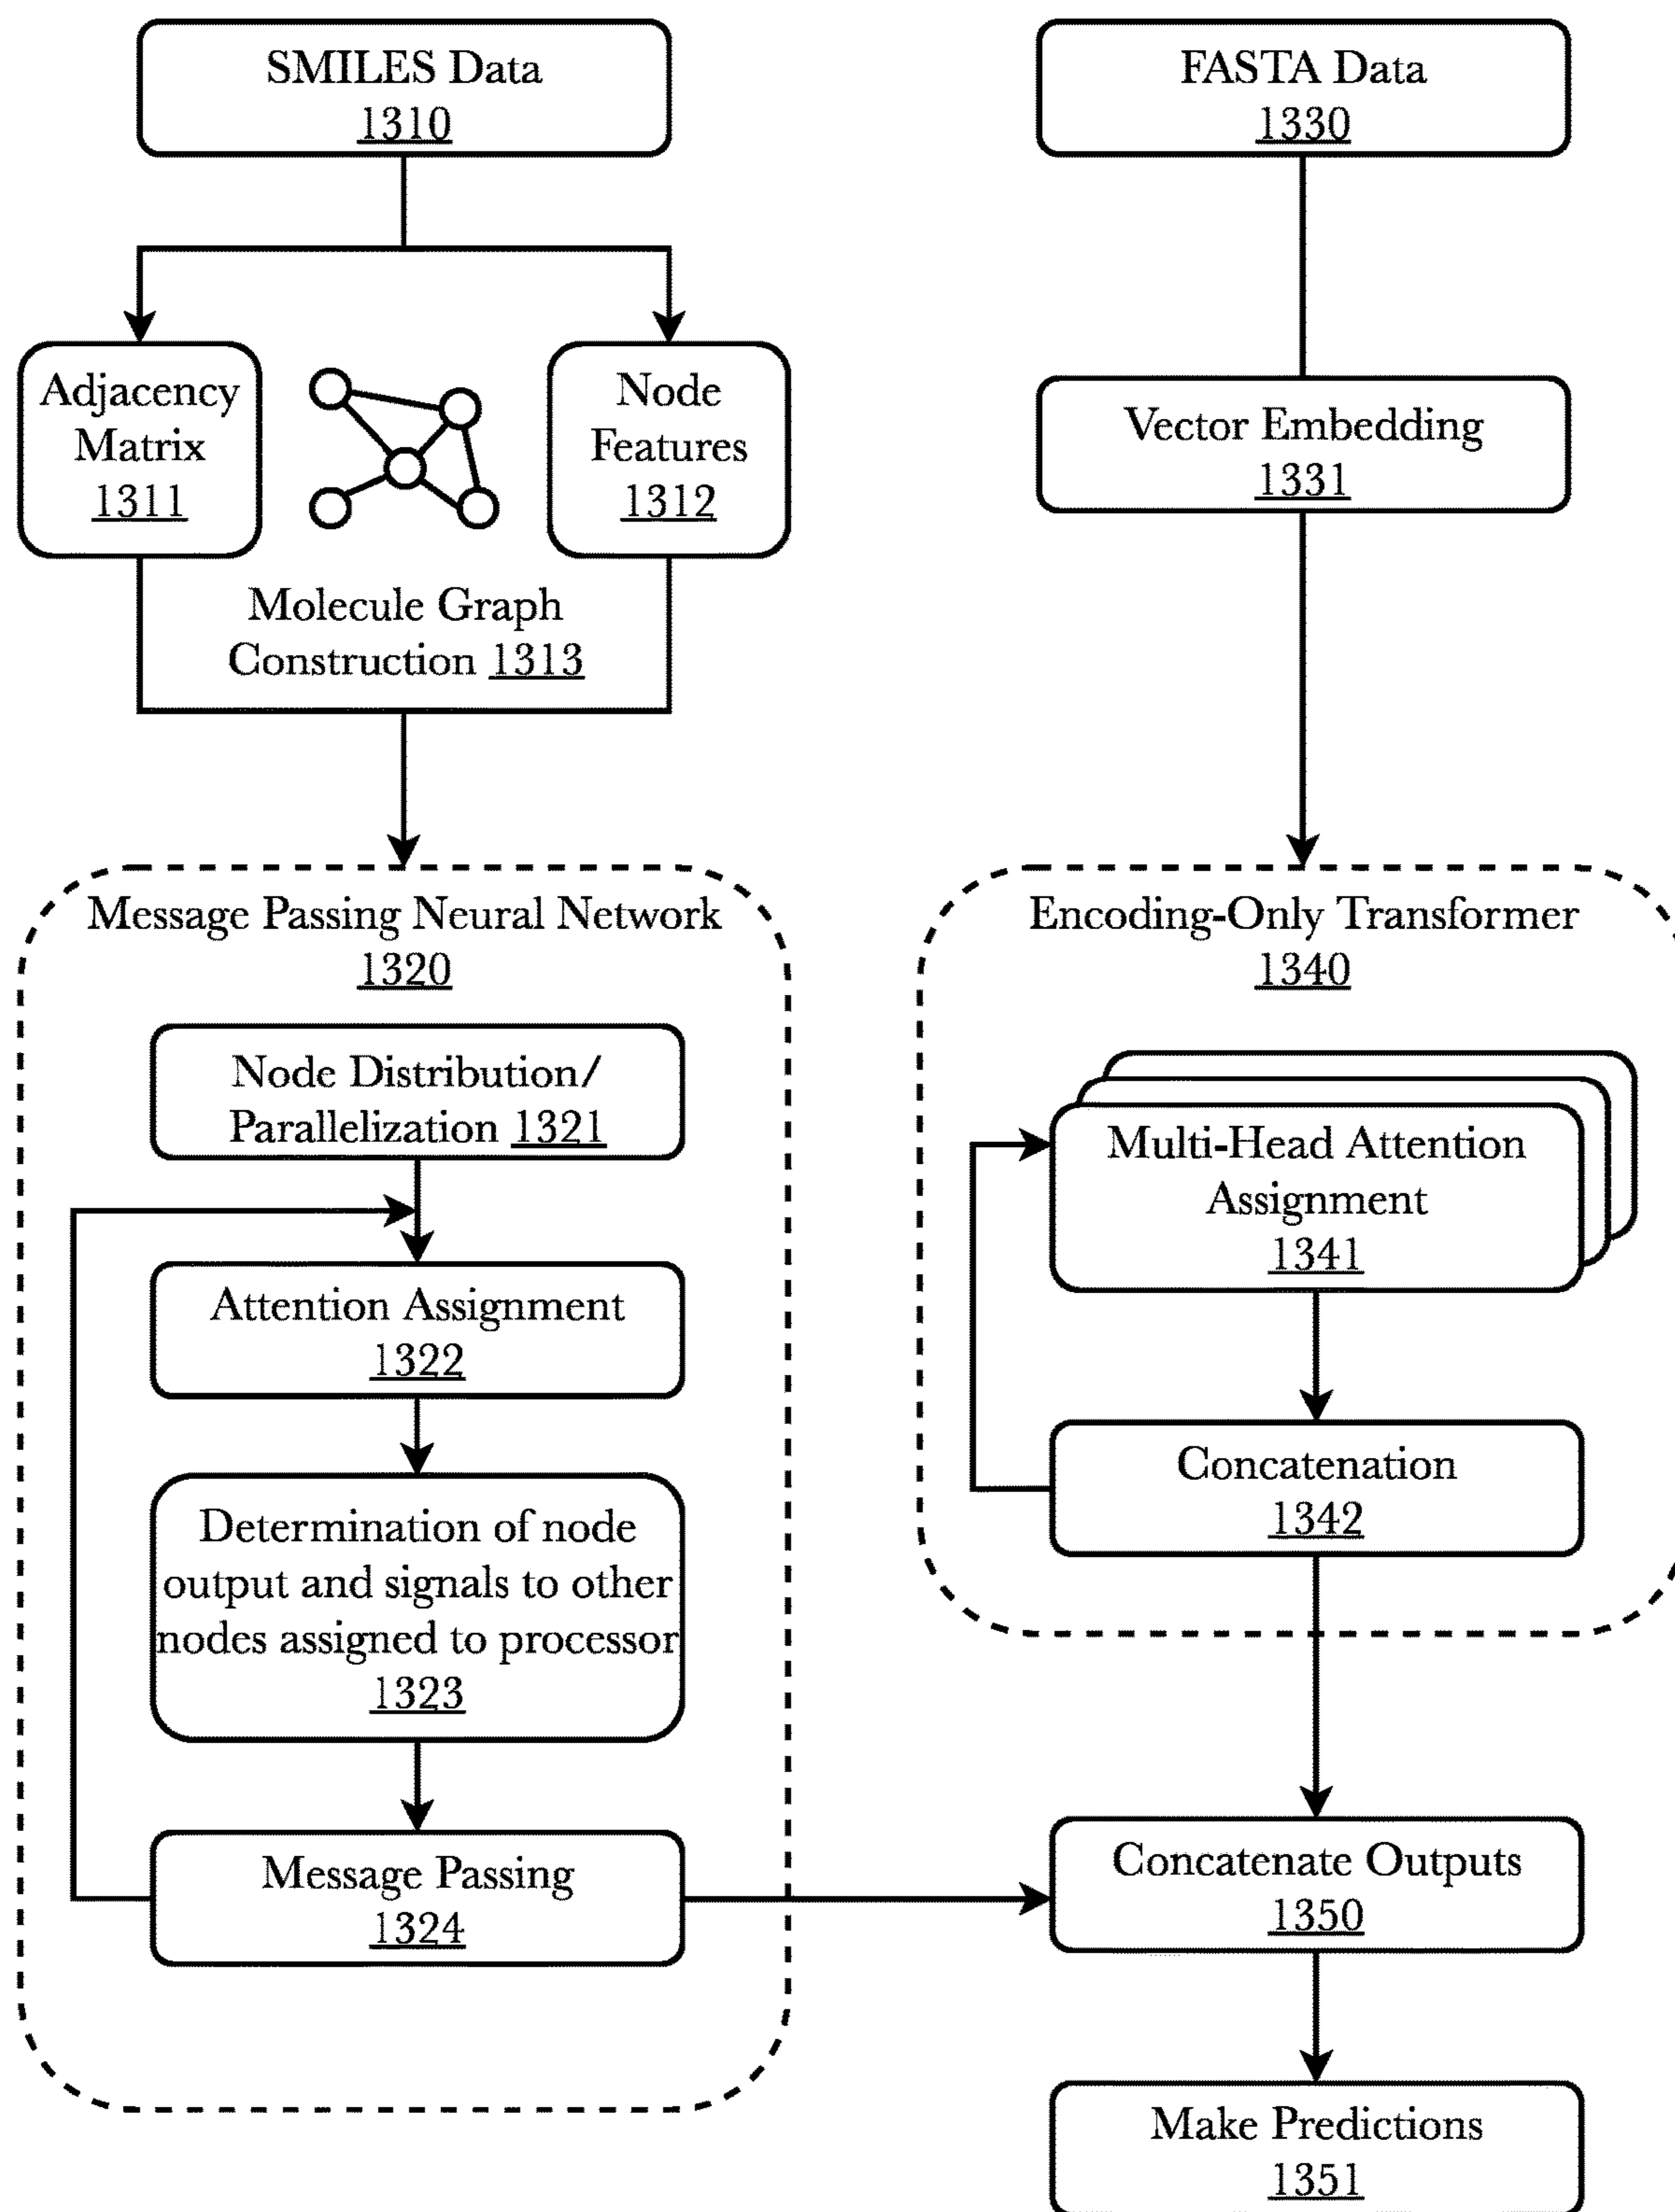 SMILES Data
1310
Adjacency
Matrix
1311
Node
Features
1312
Molecule Graph
Construction 1313
Message Passing Neural Network
1320
Node Distribution/
Parallelization 1321
Attention Assignment
1322
Determination of node
output and signals to other
nodes assigned to processor
1323
Message Passing
1324
FASTA Data
1330
Vector Embedding
1331
Encoding-Only Transformer
1340
Multi-Head Attention
Assignment
1341
Concatenation
1342
Concatenate Outputs
1350
Make Predictions
1351